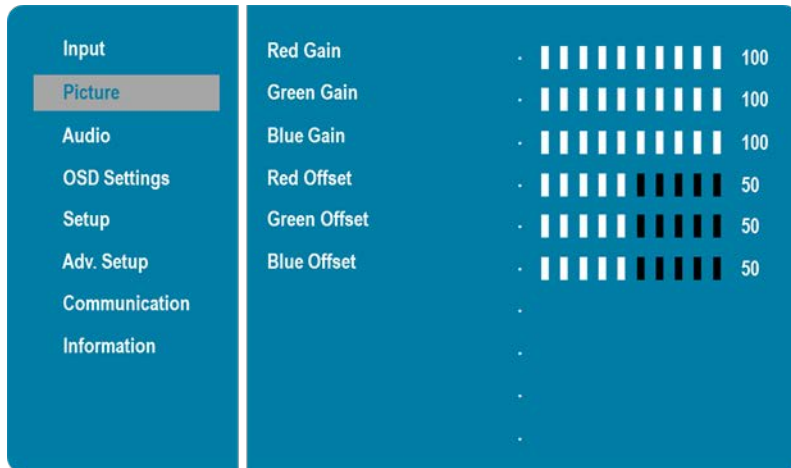 Input
Picture
Audio
OSD Settings
Setup
Adv. Setup
Communication
Information
Red Gain 100
Green Gain 100
Blue Gain 100
Red Offset 50
Green Offset 50
Blue Offset 50